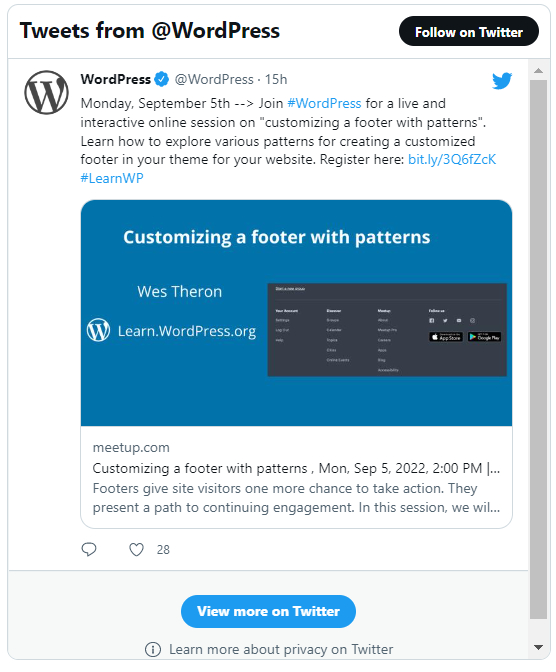 Tweets from @WordPress
Follow on Twitter
WordPress @WordPress · 15h
Monday, September 5th --> Join #WordPress for a live and
interactive online session on "customizing a footer with patterns".
Learn how to explore various patterns for creating a customized
footer in your theme for your website. Register here: bit.ly/3Q6fZcK
#LearnWP
Customizing a footer with patterns
Wes Theron
Learn.WordPress.org
Your Account
Discover
Meetup
Follow us
Settings
Groups
About
Log Out
Calendar
Meetup Pro
Help
Topics
Careers
App Store
Google Play
Cities
Apps
Online Events
Blog
Accessibility
meetup.com
Customizing a footer with patterns , Mon, Sep 5, 2022, 2:00 PM |...
Footers give site visitors one more chance to take action. They
present a path to continuing engagement. In this session, we wil...
28
View more on Twitter
Learn more about privacy on Twitter